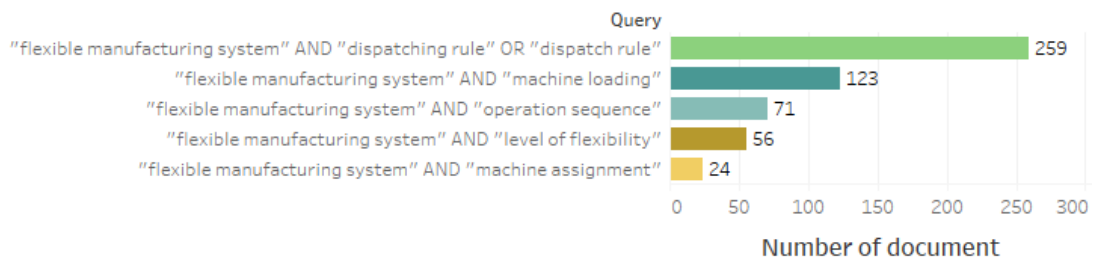 Query
"flexible manufacturing system" AND "dispatching rule" OR "dispatch rule" 259
"flexible manufacturing system" AND "machine loading" 123
"flexible manufacturing system" AND "operation sequence" 71
"flexible manufacturing system" AND "level of flexibility" 56
"flexible manufacturing system" AND "machine assignment" 24
0 50 100 150 200 250 300
Number of document